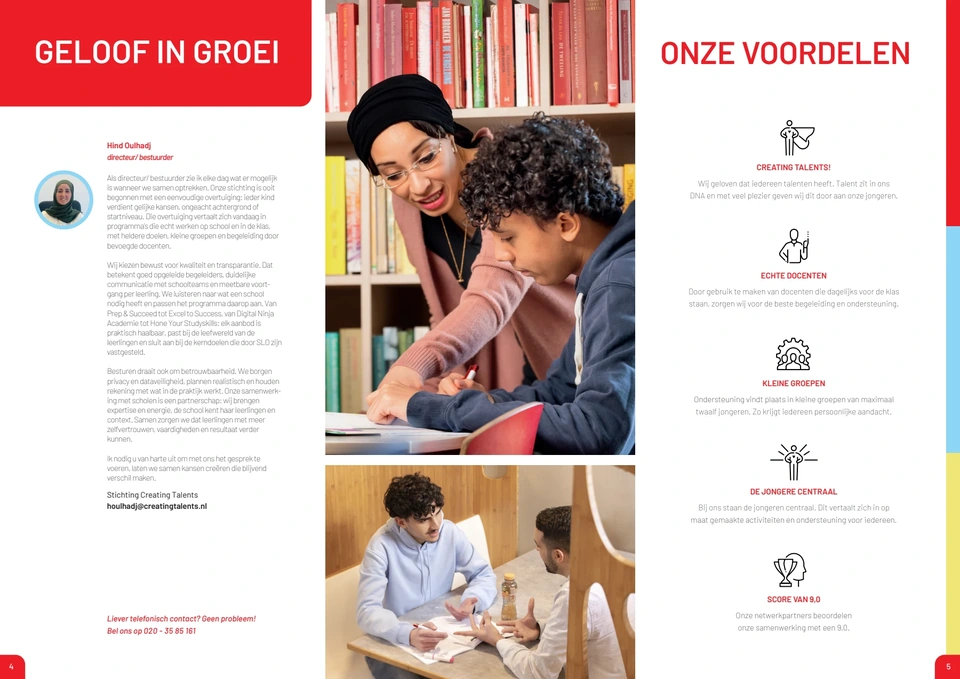 GELOOF IN GROEI
Hind Oulhadj
directeur/ bestuurder
Als directeur/ bestuurder zie ik elke dag wat er mogelijk
is wanneer we samen optrekken. Onze stichting is ooit
begonnen met een eenvoudige overtuiging: ieder kind
verdient gelijke kansen, ongeacht achtergrond of
startniveau. Die overtuiging vertaalt zich vandaag in
programma's die echt werken op school en in de klas,
met heldere doelen, kleine groepen en begeleiding door
bevoegde docenten.
Wij kiezen bewust voor kwaliteit en transparantie. Dat
betekent goed opgeleide begeleiders, duidelijke
communicatie met schoolteams en meetbare voort-
gang per leerling. We luisteren naar wat een school
nodig heeft en passen het programma daarop aan. Van
Prep & Succeed tot Excel to Success, van Digital Ninja
Academie tot Hone Your Studyskills: elk aanbod is
praktisch haalbaar, past bij de leefwereld van de
leerlingen en sluit aan bij de kerndoelen die door SLO zijn
vastgesteld.
Besturen draait ook om betrouwbaarheid. We borgen
privacy en dataveiligheid, plannen realistisch en houden
rekening met wat in de praktijk werkt. Onze samenwerk-
ing met scholen is een partnerschap: wij brengen
expertise en energie, de school kent haar leerlingen en
context. Samen zorgen we dat leerlingen met meer
zelfvertrouwen, vaardigheden en resultaat verder
kunnen.
Ik nodig u van harte uit om met ons het gesprek te
voeren, laten we samen kansen creëren die blijvend
verschil maken.
Stichting Creating Talents
houlhadj@creatingtalents.nl
Liever telefonisch contact? Geen probleem!
Bel ons op 020 - 35 85 161
4
ONZE VOORDELEN
CREATING TALENTS!
Wij geloven dat iedereen talenten heeft. Talent zit in ons
DNA en met veel plezier geven wij dit door aan onze jongeren.
ECHTE DOCENTEN
Door gebruik te maken van docenten die dagelijks voor de klas
staan, zorgen wij voor de beste begeleiding en ondersteuning.
KLEINE GROEPEN
Ondersteuning vindt plaats in kleine groepen van maximaal
twaalf jongeren. Zo krijgt iedereen persoonlijke aandacht.
DE JONGERE CENTRAAL
Bij ons staan de jongeren centraal. Dit vertaalt zich in op
maat gemaakte activiteiten en ondersteuning voor iedereen.
SCORE VAN 9,0
Onze netwerkpartners beoordelen
onze samenwerking met een 9.0.
5